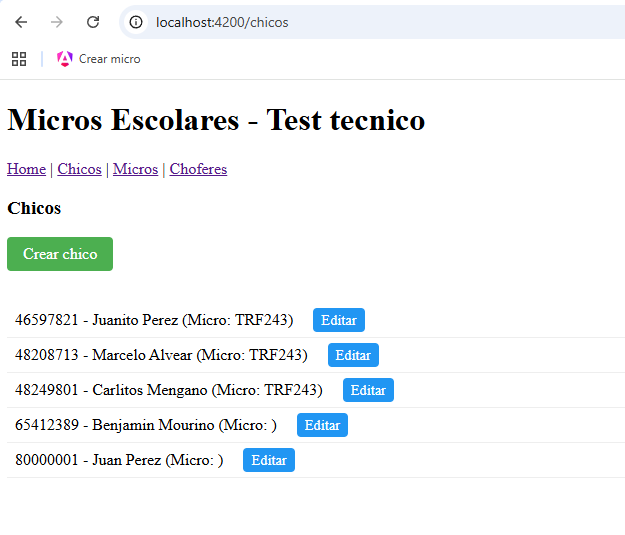 localhost:4200/chicos
Crear micro
Micros Escolares - Test tecnico
Home | Chicos | Micros | Choferes
Chicos
Crear chico
46597821 - Juanito Perez (Micro: TRF243) Editar
48208713 - Marcelo Alvear (Micro: TRF243) Editar
48249801 - Carlitos Mengano (Micro: TRF243) Editar
65412389 - Benjamin Mourino (Micro: ) Editar
80000001 - Juan Perez (Micro: ) Editar